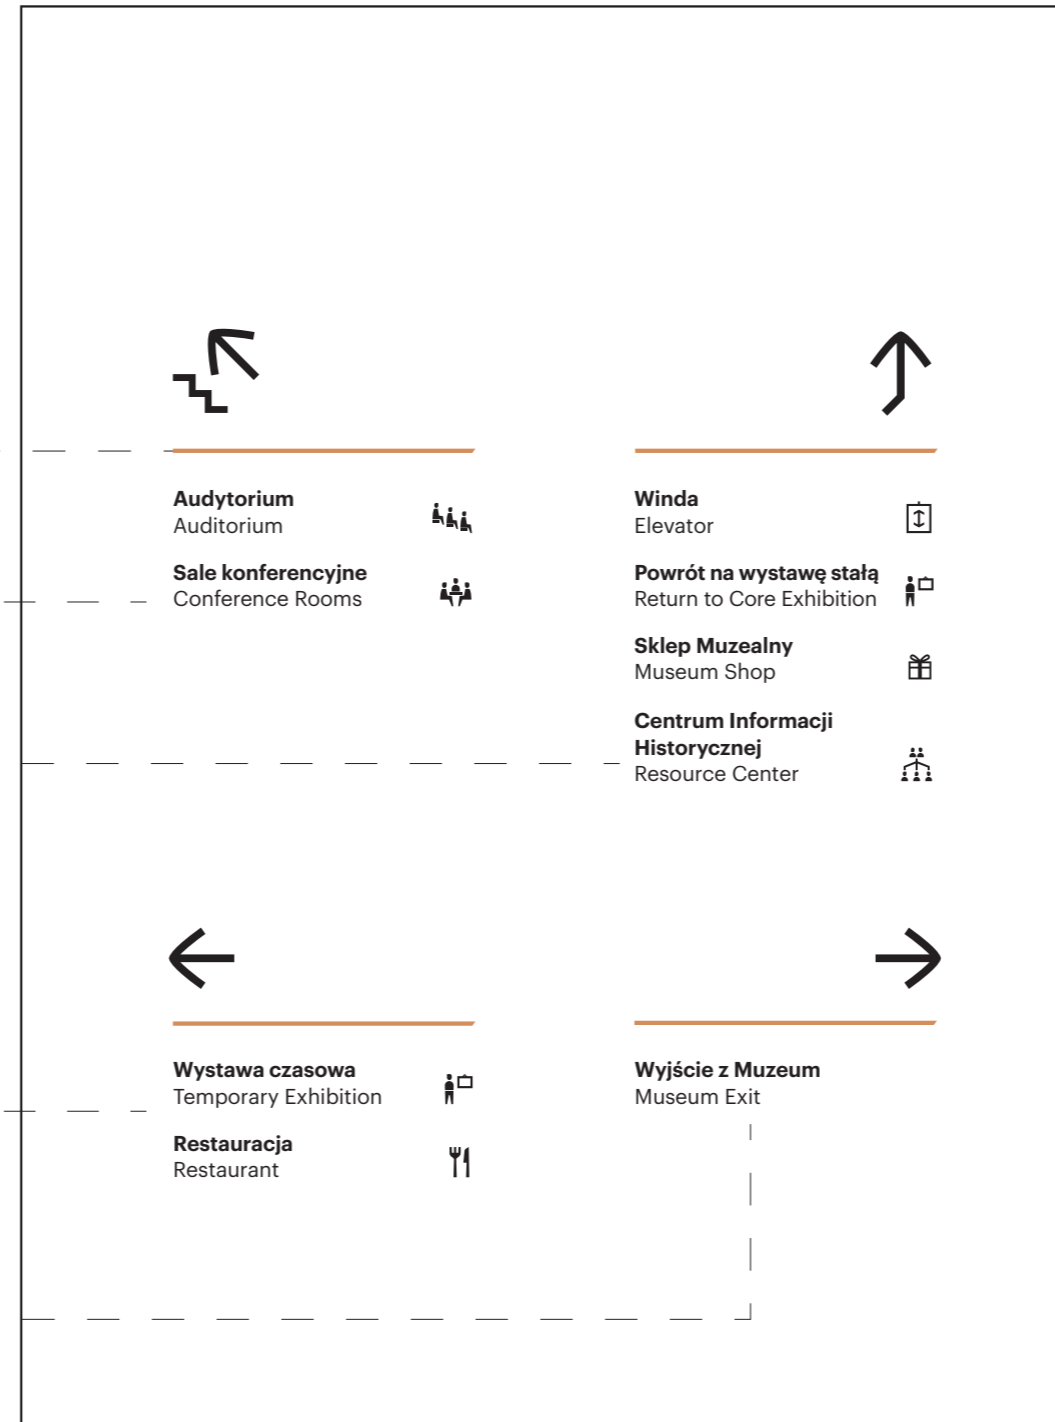 Audytorium
Auditorium
Sale konferencyjne
Conference Rooms
Winda
Elevator
Powrót na wystawę stałą
Return to Core Exhibition
Sklep Muzealny
Museum Shop
Centrum Informacji
Historycznej
Resource Center
Wystawa czasowa
Temporary Exhibition
Restauracja
Restaurant
Wyjście z Muzeum
Museum Exit